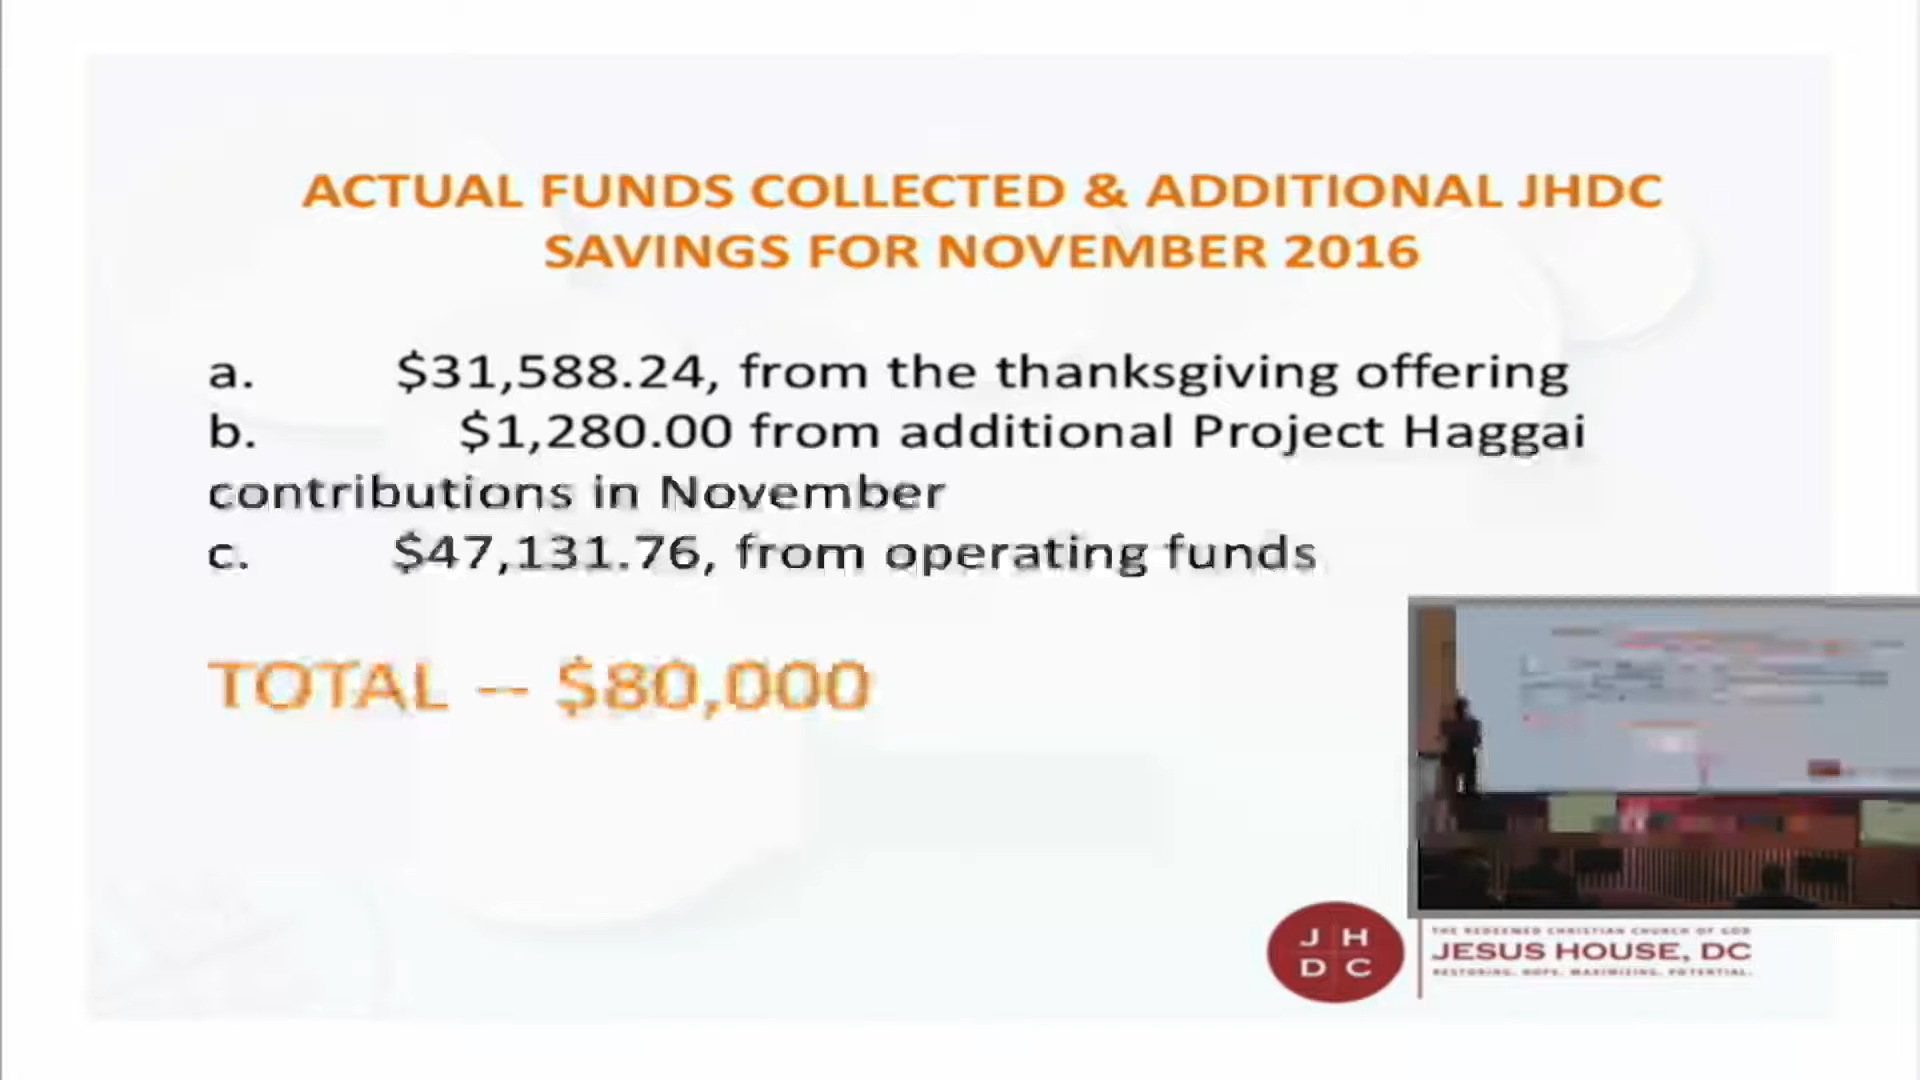 ACTUAL FUNDS COLLECTED & ADDITIONAL JHDC
SAVINGS FOR NOVEMBER 2016
a. $31,588.24, from the thanksgiving offering
b. $1,280.00 from additional Project Haggai
contributions in November
c. $47,131.76, from operating funds
TOTAL -- $80,000
J H
D C
THE REDEEMED CHRISTIAN CHURCH OF GOD
JESUS HOUSE, DC
RESTORING. HOPE. MAXIMIZING. POTENTIAL.